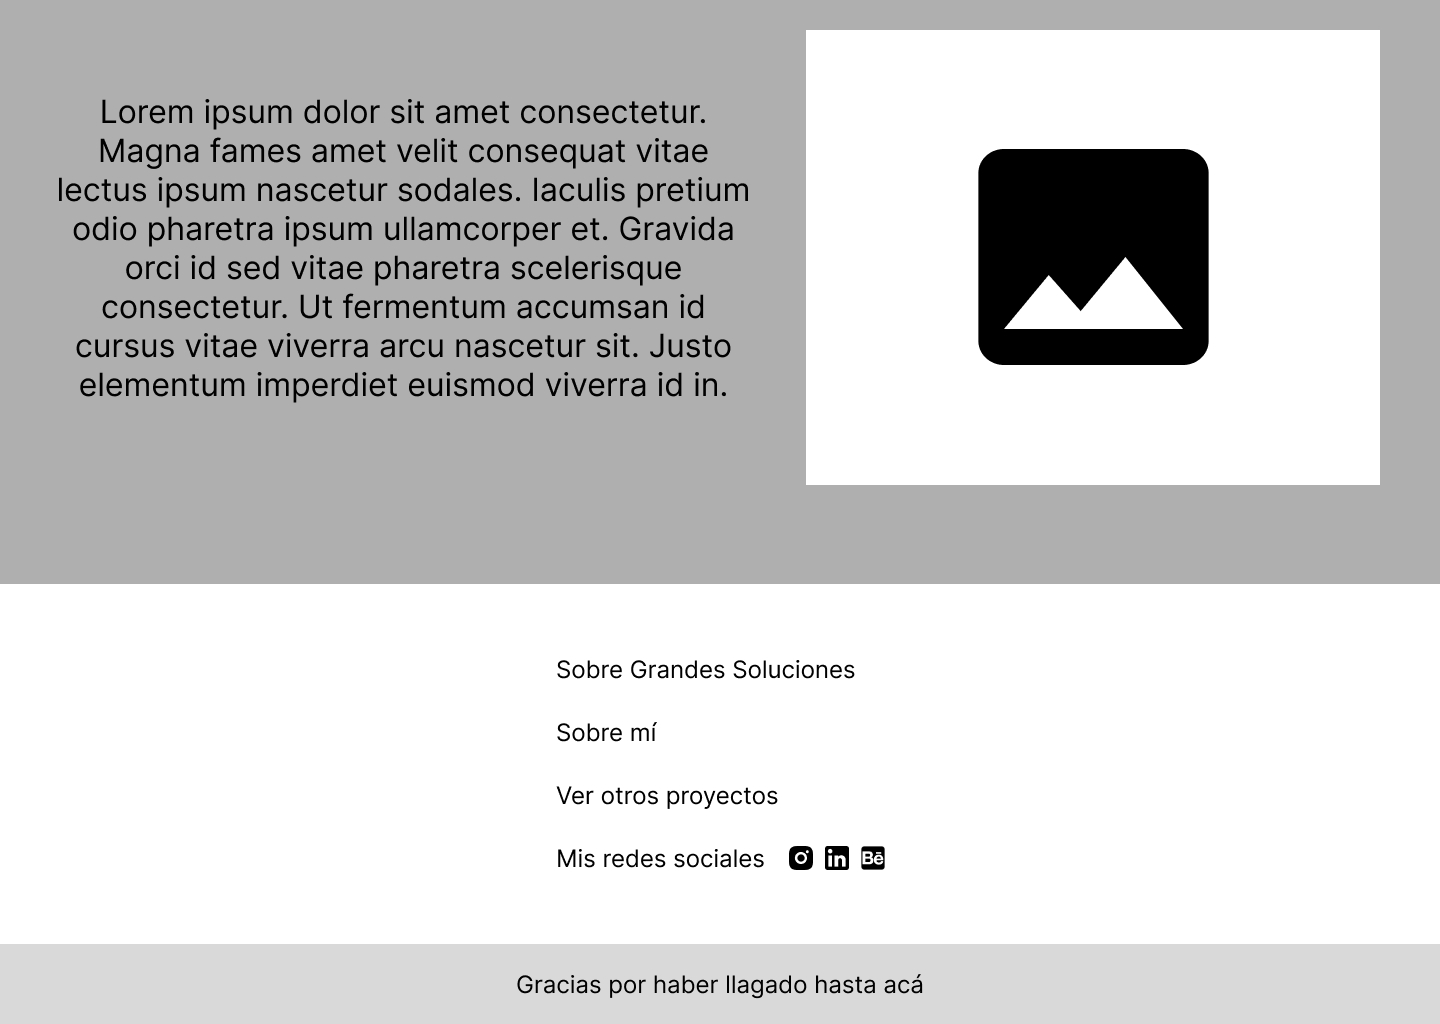 Lorem ipsum dolor sit amet consectetur.
Magna fames amet velit consequat vitae
lectus ipsum nascetur sodales. Iaculis pretium
odio pharetra ipsum ullamcorper et. Gravida
orci id sed vitae pharetra scelerisque
consectetur. Ut fermentum accumsan id
cursus vitae viverra arcu nascetur sit. Justo
elementum imperdiet euismod viverra id in.
Sobre Grandes Soluciones
Sobre mí
Ver otros proyectos
Mis redes sociales in Bē
Gracias por haber llagado hasta acá